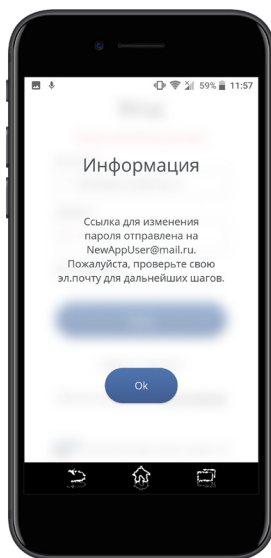 59% 11:57
Информация
Ссылка для изменения
пароля отправлена на
NewAppUser@mail.ru.
Пожалуйста, проверьте свою
эл.почту для дальнейших шагов.
Ok